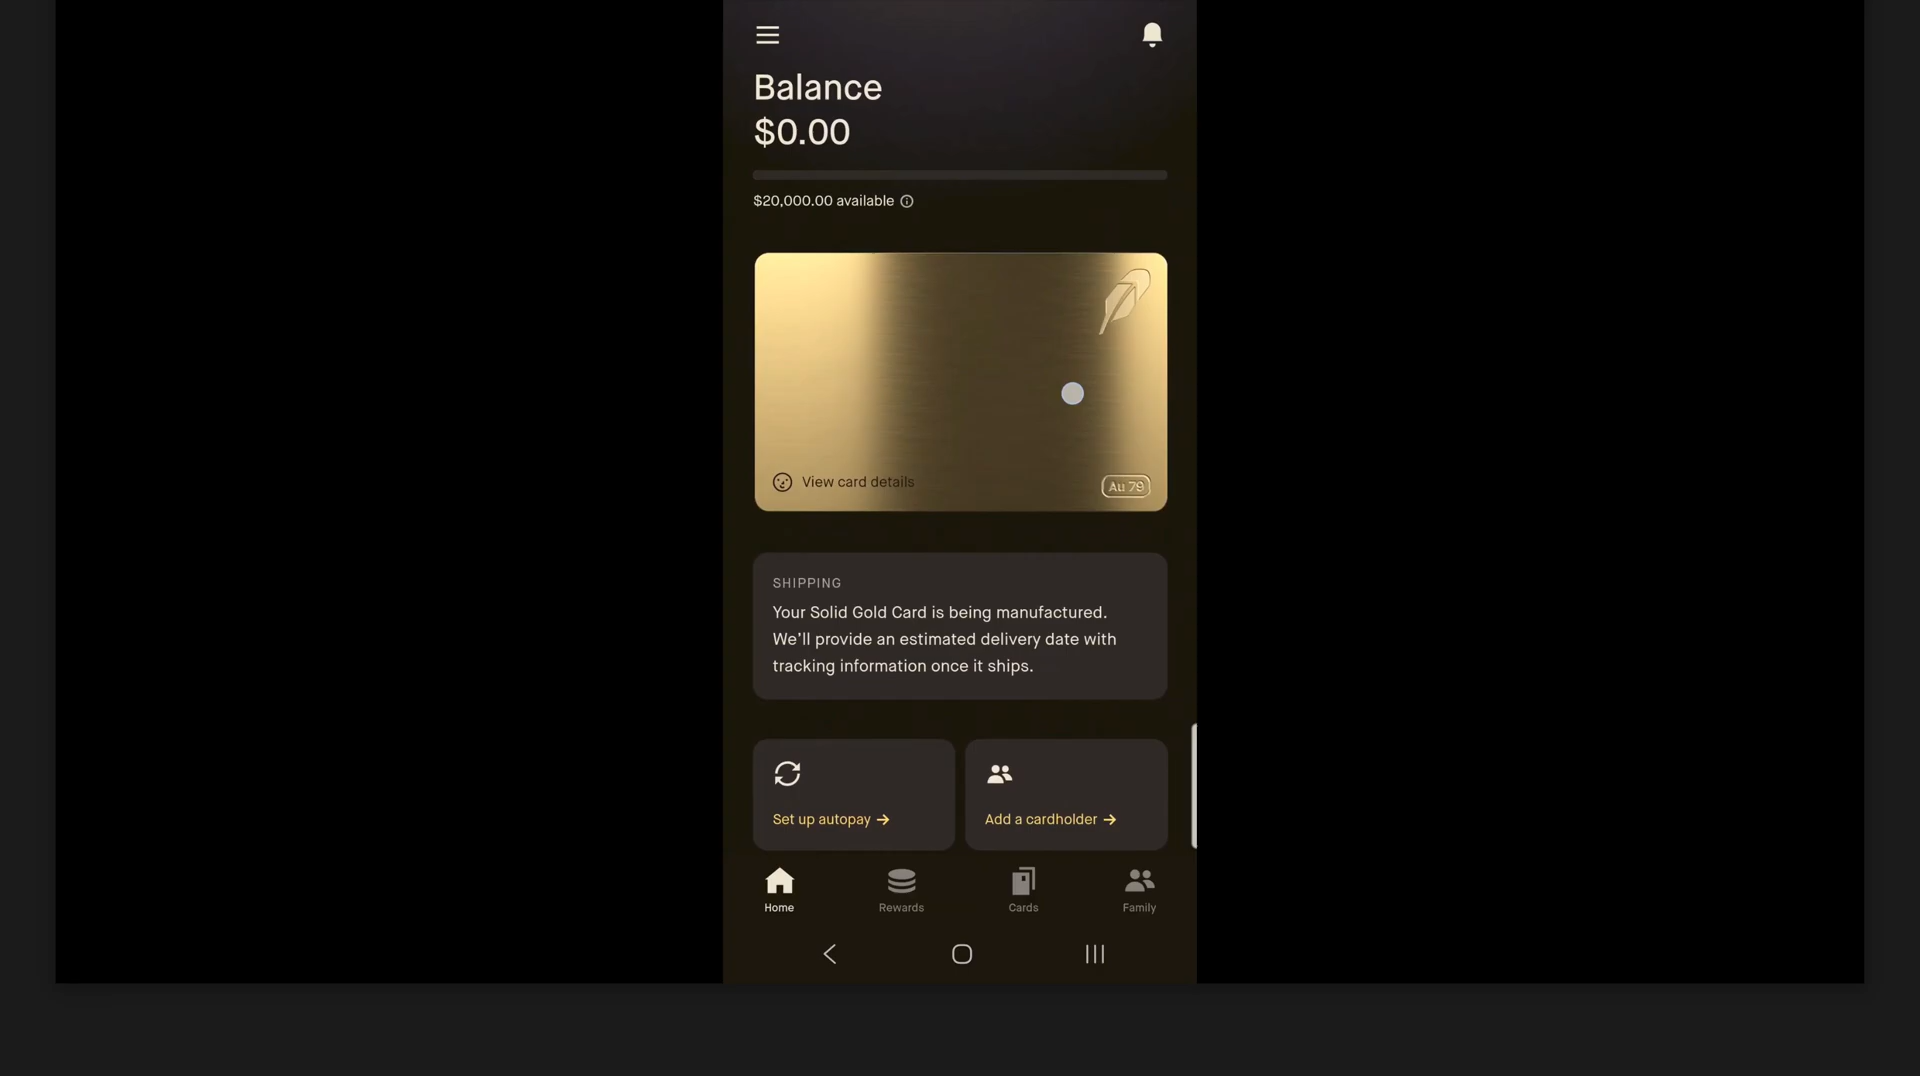 Balance
$0.00
$20,000.00 available
View card details
Au 79
SHIPPING
Your Solid Gold Card is being manufactured.
We'll provide an estimated delivery date with
tracking information once it ships.
Set up autopay →
Add a cardholder →
Home
Rewards
Cards
Family